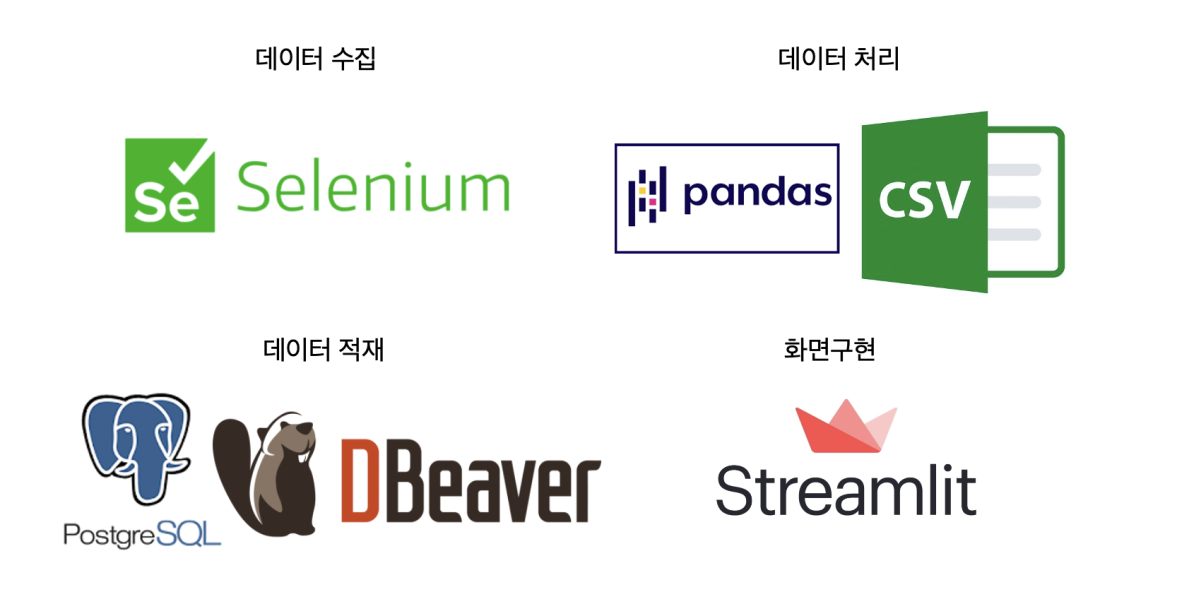 데이터 수집
데이터 처리
Se Selenium
pandas
CSV
데이터 적재
화면구현
PostgreSQL
DBeaver
Streamlit